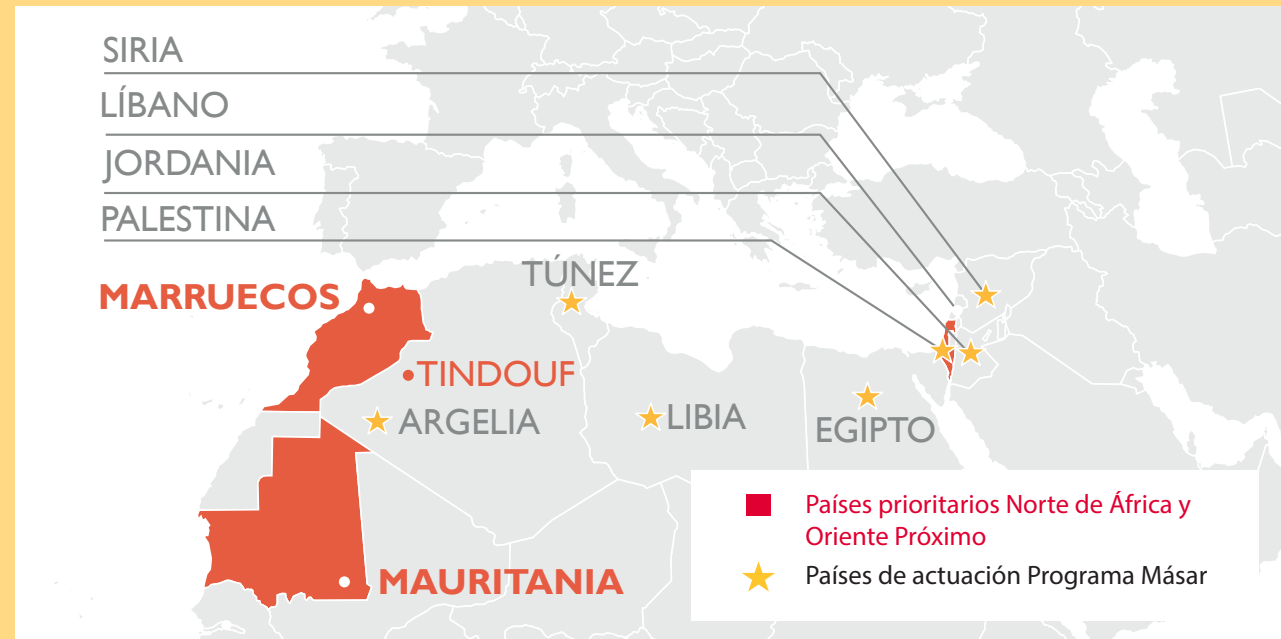 SIRIA
LÍBANO
JORDANIA
PALESTINA
TÚNEZ
MARRUECOS
TINDOUF
ARGELIA
LIBIA
EGIPTO
MAURITANIA
Países prioritarios Norte de África y
Oriente Próximo
Países de actuación Programa Másar